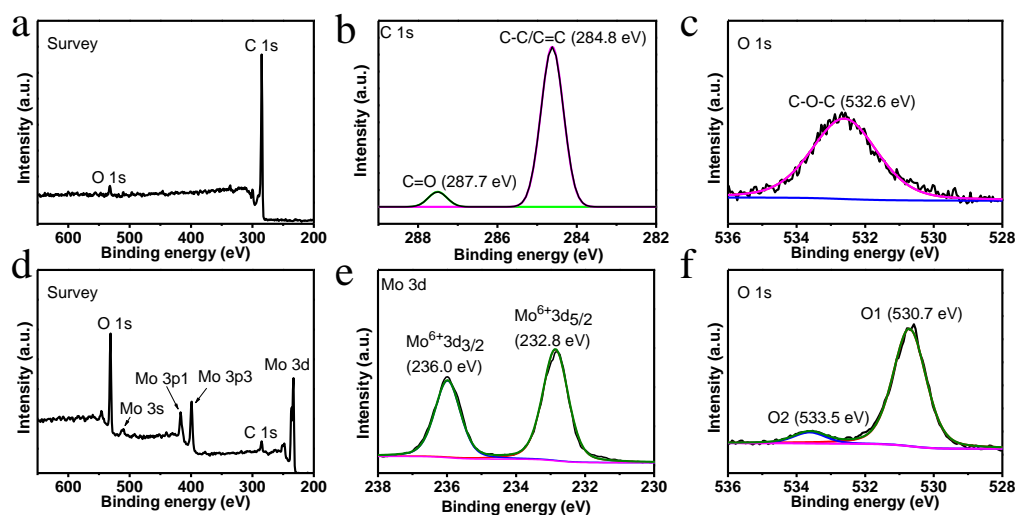 a
Survey
C 1s
O 1s
Intensity (a.u.)
650 600 500 400 300 200
Binding energy (eV)
b
C 1s
C-C/C=C (284.8 eV)
C=O (287.7 eV)
Intensity (a.u.)
288 286 284 282
Binding energy (eV)
c
O 1s
C-O-C (532.6 eV)
Intensity (a.u.)
536 534 532 530 528
Binding energy (eV)
d
Survey
O 1s
Mo 3d
Mo 3p1
Mo 3p3
Mo 3s
C 1s
Intensity (a.u.)
650 600 500 400 300 200
Binding energy (eV)
e
Mo 3d
Mo⁶⁺3d₅/₂
(232.8 eV)
Mo⁶⁺3d₃/₂
(236.0 eV)
Intensity (a.u.)
238 236 234 232 230
Binding energy (eV)
f
O 1s
O1 (530.7 eV)
O2 (533.5 eV)
Intensity (a.u.)
536 534 532 530 528
Binding energy (eV)